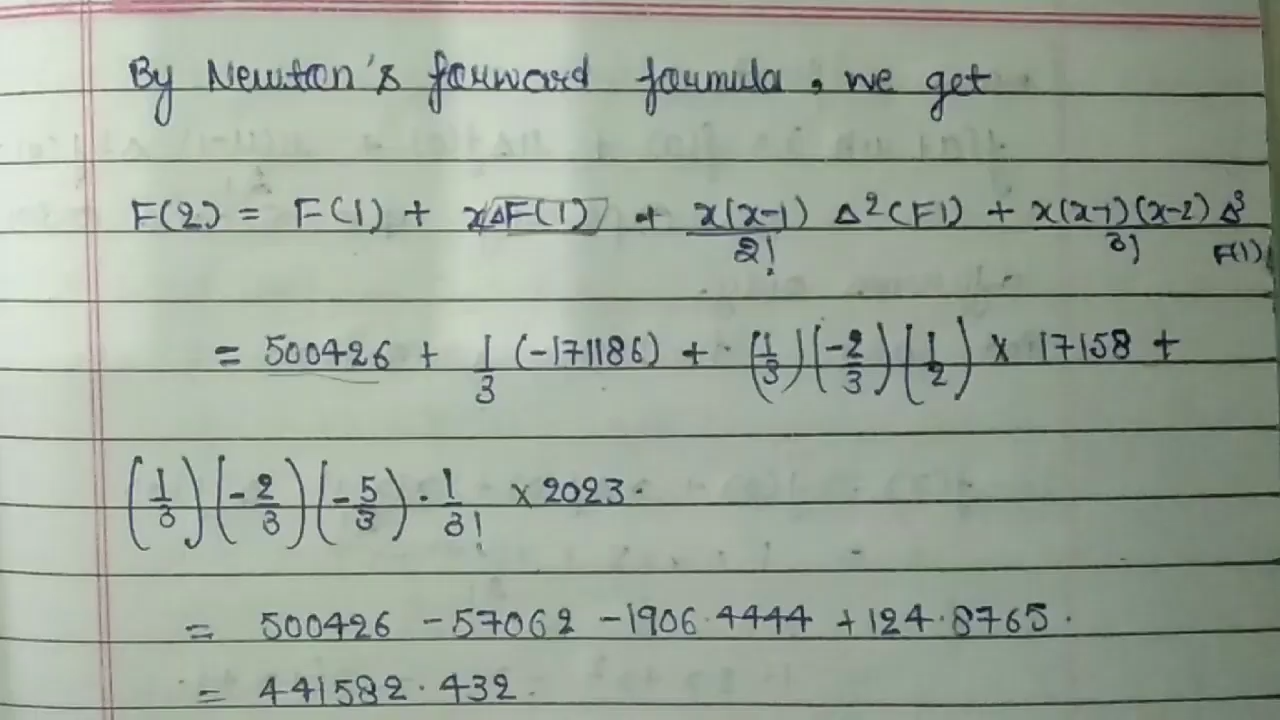 By Newton's forward formula, we get
F(2) = F(1) + xΔF(1) + x(x-1)/2! Δ²(F1) + x(x-1)(x-2)/3! Δ³ F(1)
= 500426 + 1/3 (-171186) + (1/3)(-2/3)(1/2) × 17158 +
(1/3)(-2/3)(-5/3) · 1/3! × 2023.
= 500426 - 57062 - 1906.4444 + 124.8765.
= 441582.432.